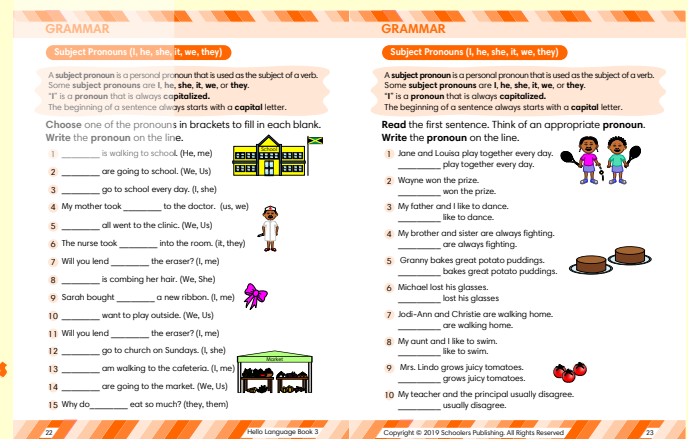 GRAMMAR
Subject Pronouns (I, he, she, it, we, they)
A subject pronoun is a personal pronoun that is used as the subject of a verb.
Some subject pronouns are I, he, she, it, we, or they.
"I" is a pronoun that is always capitalized.
The beginning of a sentence always starts with a capital letter.
Choose one of the pronouns in brackets to fill in each blank.
Write the pronoun on the line.
1 ________ is walking to school. (He, me)
2 ________ are going to school. (We, Us)
3 ________ go to school every day. (I, she)
4 My mother took ________ to the doctor. (us, we)
5 ________ all went to the clinic. (We, Us)
6 The nurse took ________ into the room. (it, they)
7 Will you lend ________ the eraser? (I, me)
8 ________ is combing her hair. (We, She)
9 Sarah bought ________ a new ribbon. (I, me)
10 ________ want to play outside. (We, Us)
11 Will you lend ________ the eraser? (I, me)
12 ________ go to church on Sundays. (I, she)
13 ________ am walking to the cafeteria. (I, me)
14 ________ are going to the market. (We, Us)
15 Why do________ eat so much? (they, them)
School
Market
22
Hello Language Book 3
GRAMMAR
Subject Pronouns (I, he, she, it, we, they)
A subject pronoun is a personal pronoun that is used as the subject of a verb.
Some subject pronouns are I, he, she, it, we, or they.
"I" is a pronoun that is always capitalized.
The beginning of a sentence always starts with a capital letter.
Read the first sentence. Think of an appropriate pronoun.
Write the pronoun on the line.
1 Jane and Louisa play together every day.
________ play together every day.
2 Wayne won the prize.
________ won the prize.
3 My father and I like to dance.
________ like to dance.
4 My brother and sister are always fighting.
________ are always fighting.
5 Granny bakes great potato puddings.
________ bakes great potato puddings.
6 Michael lost his glasses.
________ lost his glasses
7 Jodi-Ann and Christie are walking home.
________ are walking home.
8 My aunt and I like to swim.
________ like to swim.
9 Mrs. Lindo grows juicy tomatoes.
________ grows juicy tomatoes.
10 My teacher and the principal usually disagree.
________ usually disagree.
Copyright © 2019 Schoolers Publishing. All Rights Reserved
23